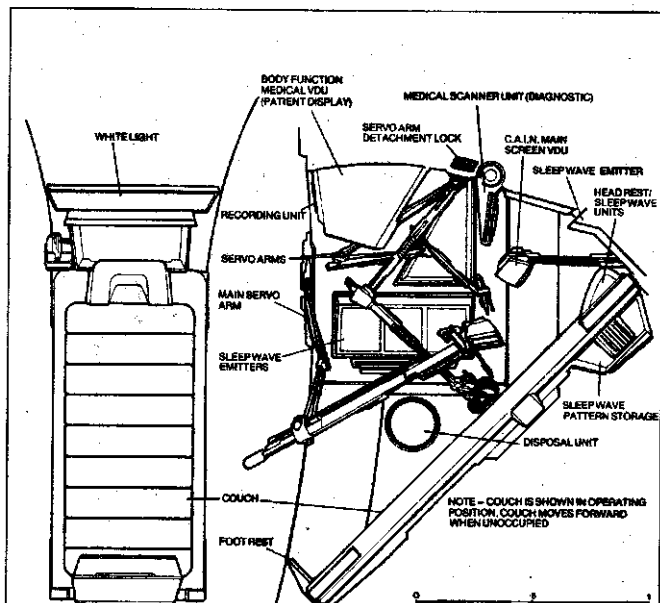 BODY FUNCTION
MEDICAL VDU
(PATIENT DISPLAY)
MEDICAL SCANNER UNIT (DIAGNOSTIC)
WHITE LIGHT
SERVO ARM
DETACHMENT LOCK
C.A.I.N. MAIN
SCREEN VDU
SLEEP WAVE EMITTER
HEAD REST/
SLEEP WAVE
UNITS
RECORDING UNIT
SERVO ARMS
MAIN SERVO
ARM
SLEEP WAVE
EMITTERS
SLEEP WAVE
PATTERN STORAGE
DISPOSAL UNIT
COUCH
NOTE – COUCH IS SHOWN IN OPERATING
POSITION, COUCH MOVES FORWARD
WHEN UNOCCUPIED
FOOT REST
0
1